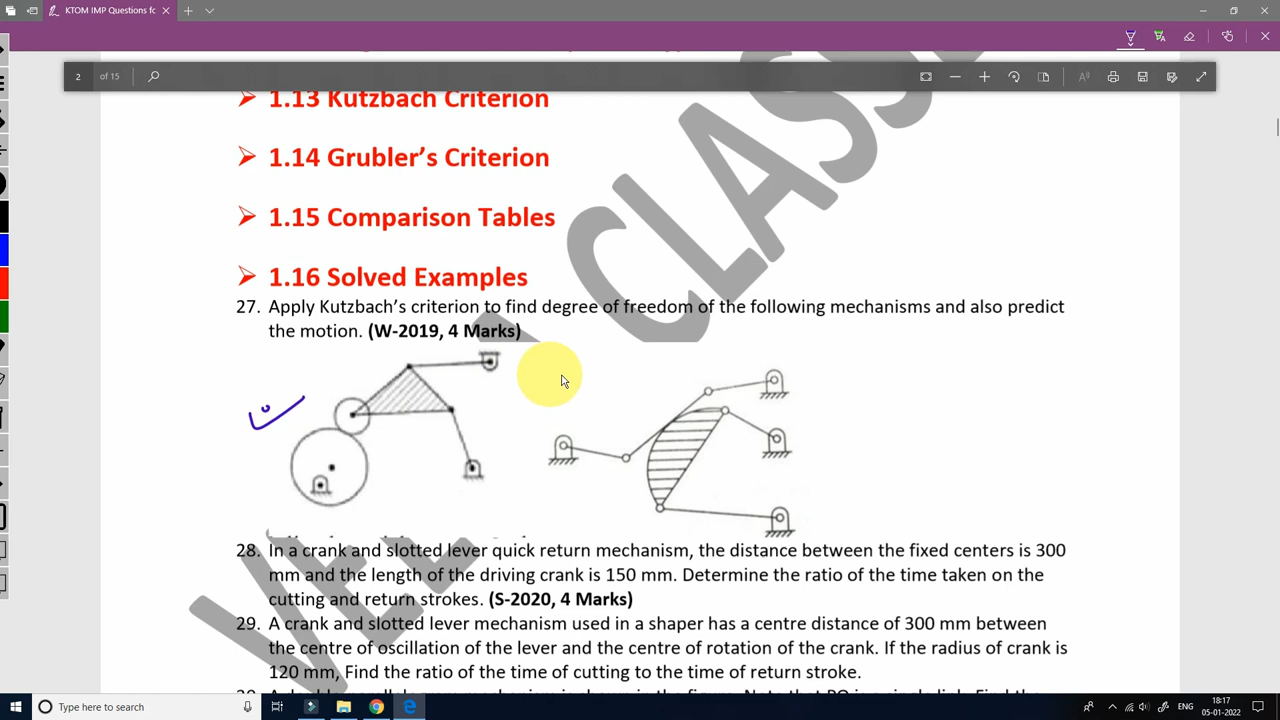 KTOM IMP Questions fo
2 of 15
1.13 Kutzbach Criterion
1.14 Grubler's Criterion
1.15 Comparison Tables
1.16 Solved Examples
27. Apply Kutzbach's criterion to find degree of freedom of the following mechanisms and also predict
the motion. (W-2019, 4 Marks)
28. In a crank and slotted lever quick return mechanism, the distance between the fixed centers is 300
mm and the length of the driving crank is 150 mm. Determine the ratio of the time taken on the
cutting and return strokes. (S-2020, 4 Marks)
29. A crank and slotted lever mechanism used in a shaper has a centre distance of 300 mm between
the centre of oscillation of the lever and the centre of rotation of the crank. If the radius of crank is
120 mm, Find the ratio of the time of cutting to the time of return stroke.
CLASS
Type here to search
ENG
18:17
05-01-2022